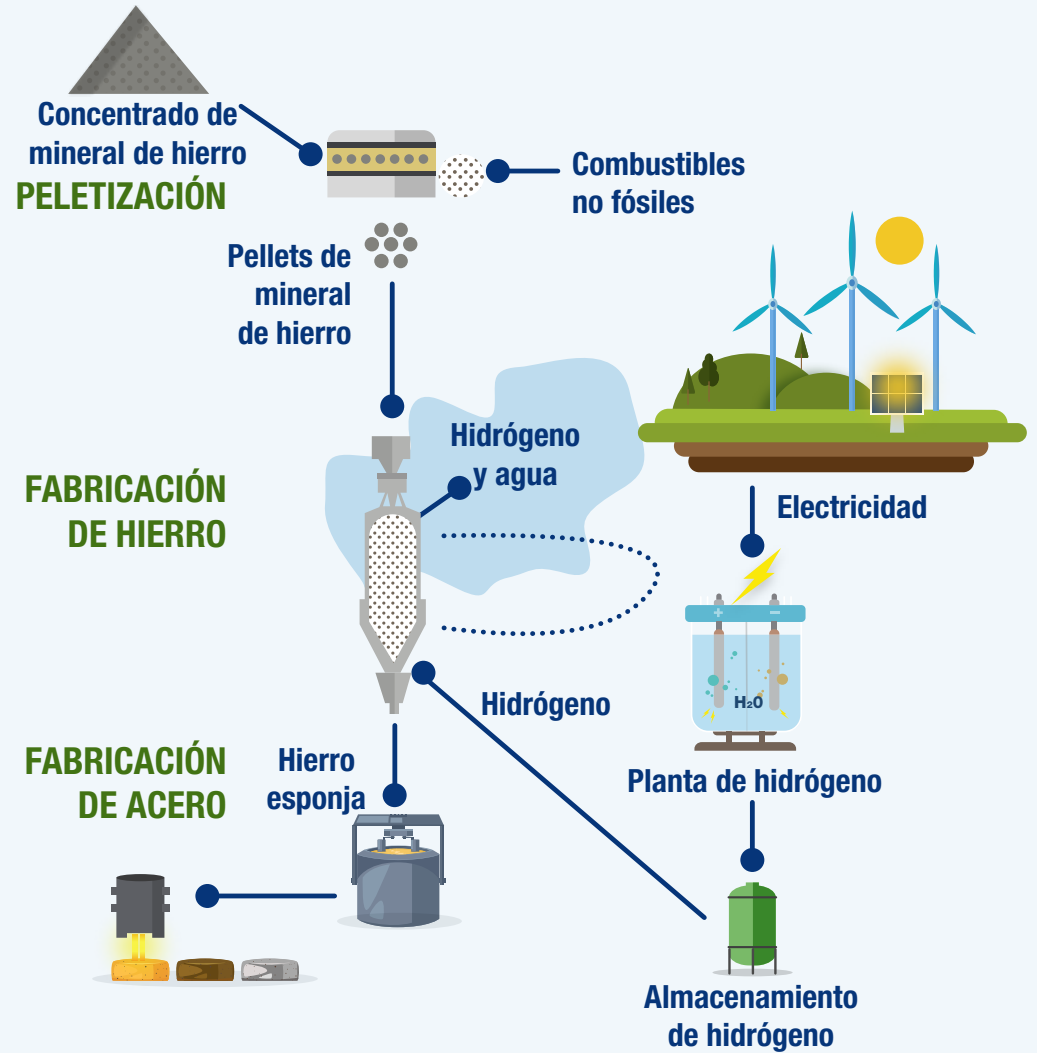 Concentrado de
mineral de hierro
PELETIZACIÓN
Combustibles
no fósiles
Pellets de
mineral
de hierro
Hidrógeno
y agua
FABRICACIÓN
DE HIERRO
Electricidad
+ −
H₂0
Hidrógeno
Planta de hidrógeno
FABRICACIÓN
DE ACERO
Hierro
esponja
Almacenamiento
de hidrógeno